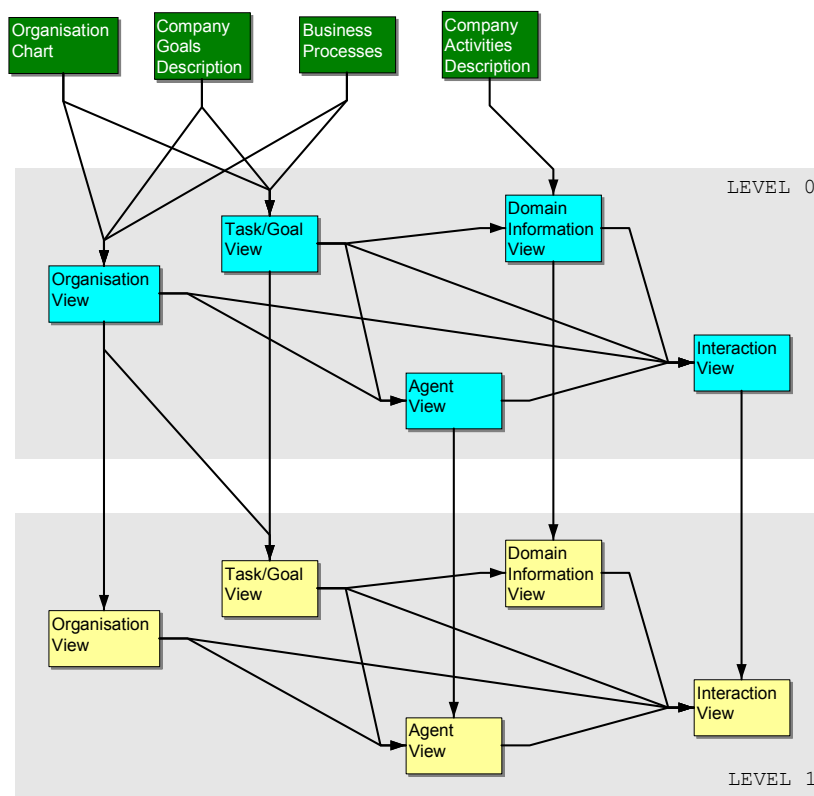 Organisation
Chart
Company
Goals
Description
Business
Processes
Company
Activities
Description
LEVEL 0
Task/Goal
View
Domain
Information
View
Organisation
View
Interaction
View
Agent
View
Task/Goal
View
Domain
Information
View
Organisation
View
Interaction
View
Agent
View
LEVEL 1